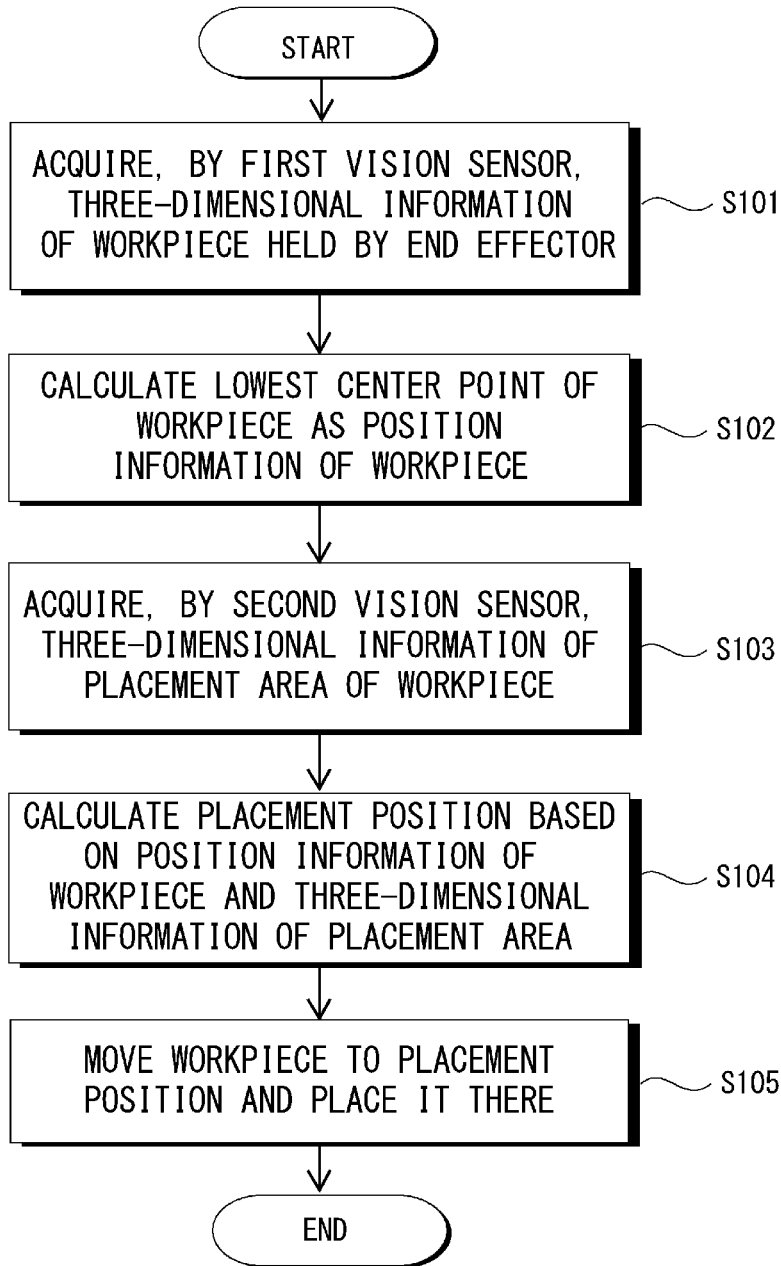 START
ACQUIRE, BY FIRST VISION SENSOR,
THREE-DIMENSIONAL INFORMATION
OF WORKPIECE HELD BY END EFFECTOR
S101
CALCULATE LOWEST CENTER POINT OF
WORKPIECE AS POSITION
INFORMATION OF WORKPIECE
S102
ACQUIRE, BY SECOND VISION SENSOR,
THREE-DIMENSIONAL INFORMATION OF
PLACEMENT AREA OF WORKPIECE
S103
CALCULATE PLACEMENT POSITION BASED
ON POSITION INFORMATION OF
WORKPIECE AND THREE-DIMENSIONAL
INFORMATION OF PLACEMENT AREA
S104
MOVE WORKPIECE TO PLACEMENT
POSITION AND PLACE IT THERE
S105
END